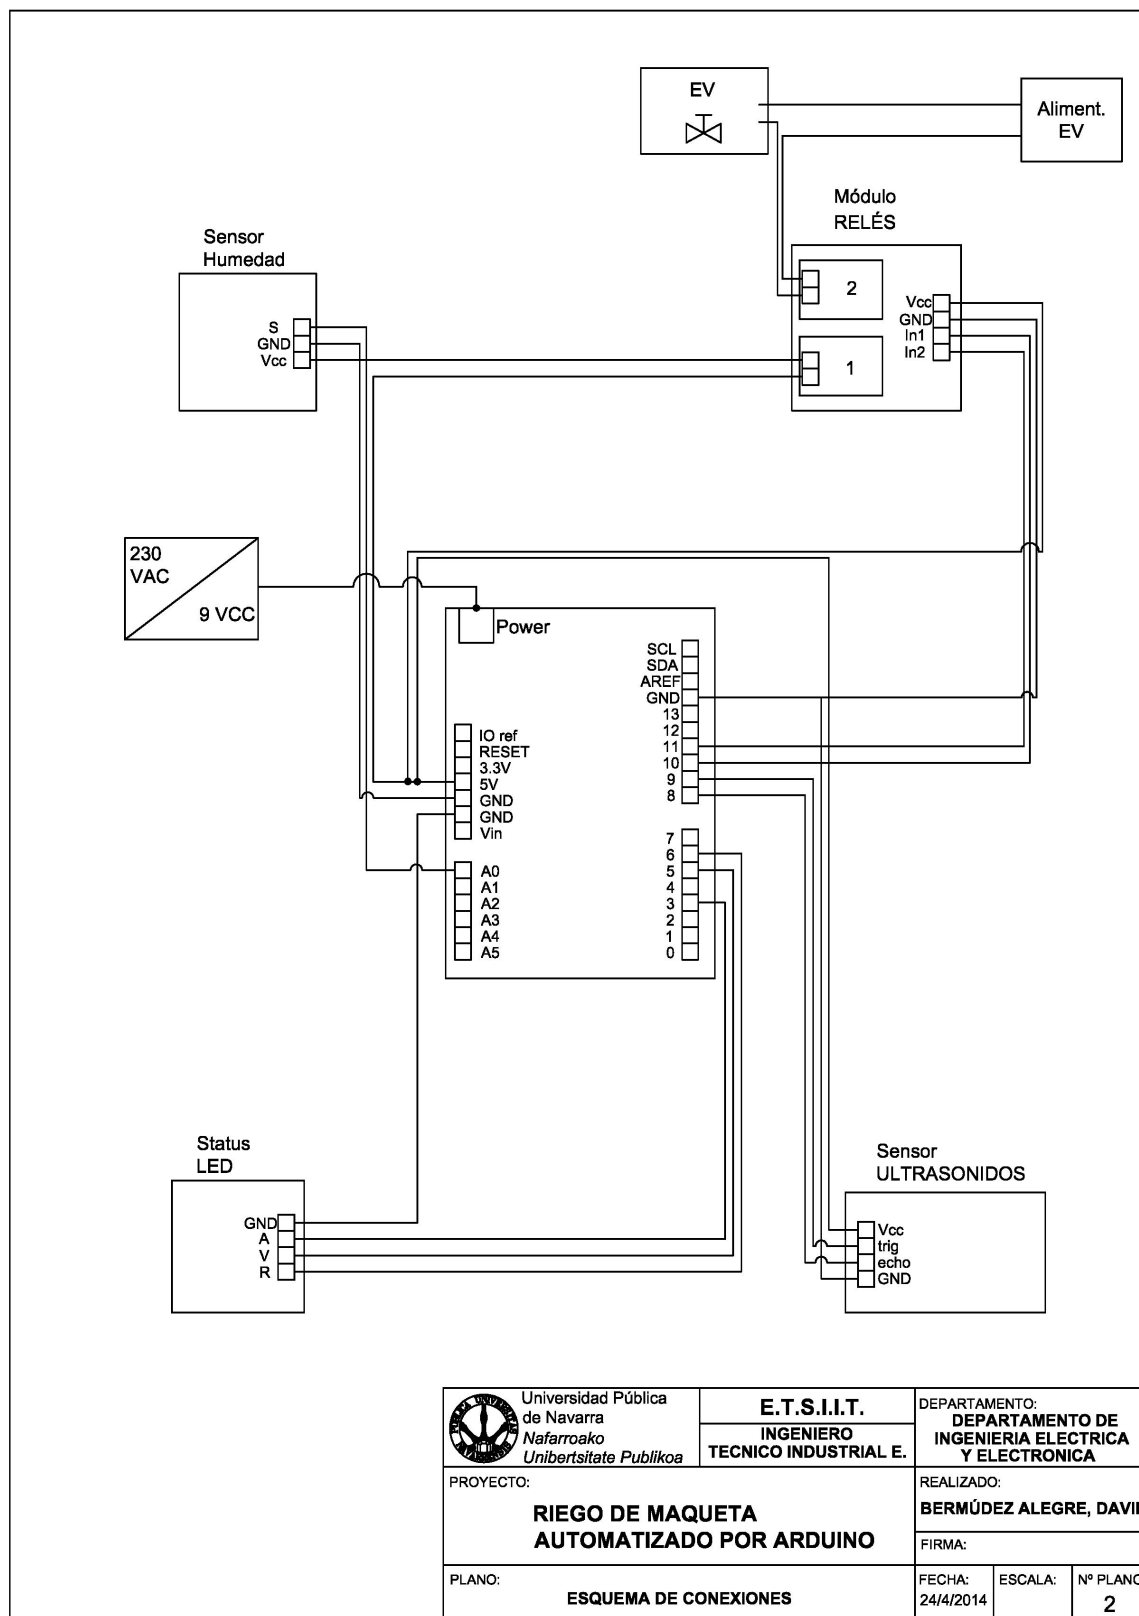 EV
Aliment.
EV
Módulo
RELÉS
2
1
Vcc
GND
In1
In2
Sensor
Humedad
S
GND
Vcc
230
VAC
9 VCC
Power
SCL
SDA
AREF
GND
13
12
11
10
9
8
IO ref
RESET
3.3V
5V
GND
GND
Vin
7
6
5
4
3
2
1
0
A0
A1
A2
A3
A4
A5
Status
LED
GND
A
V
R
Sensor
ULTRASONIDOS
Vcc
trig
echo
GND
Universidad Pública
de Navarra
Nafarroako
Unibertsitate Publikoa
E.T.S.I.I.T.
INGENIERO
TECNICO INDUSTRIAL E.
DEPARTAMENTO:
DEPARTAMENTO DE
INGENIERIA ELECTRICA
Y ELECTRONICA
PROYECTO:
RIEGO DE MAQUETA
AUTOMATIZADO POR ARDUINO
REALIZADO:
BERMÚDEZ ALEGRE,
FIRMA:
PLANO:
ESQUEMA DE CONEXIONES
FECHA:
24/4/2014
ESCALA:
Nº PLANO
2